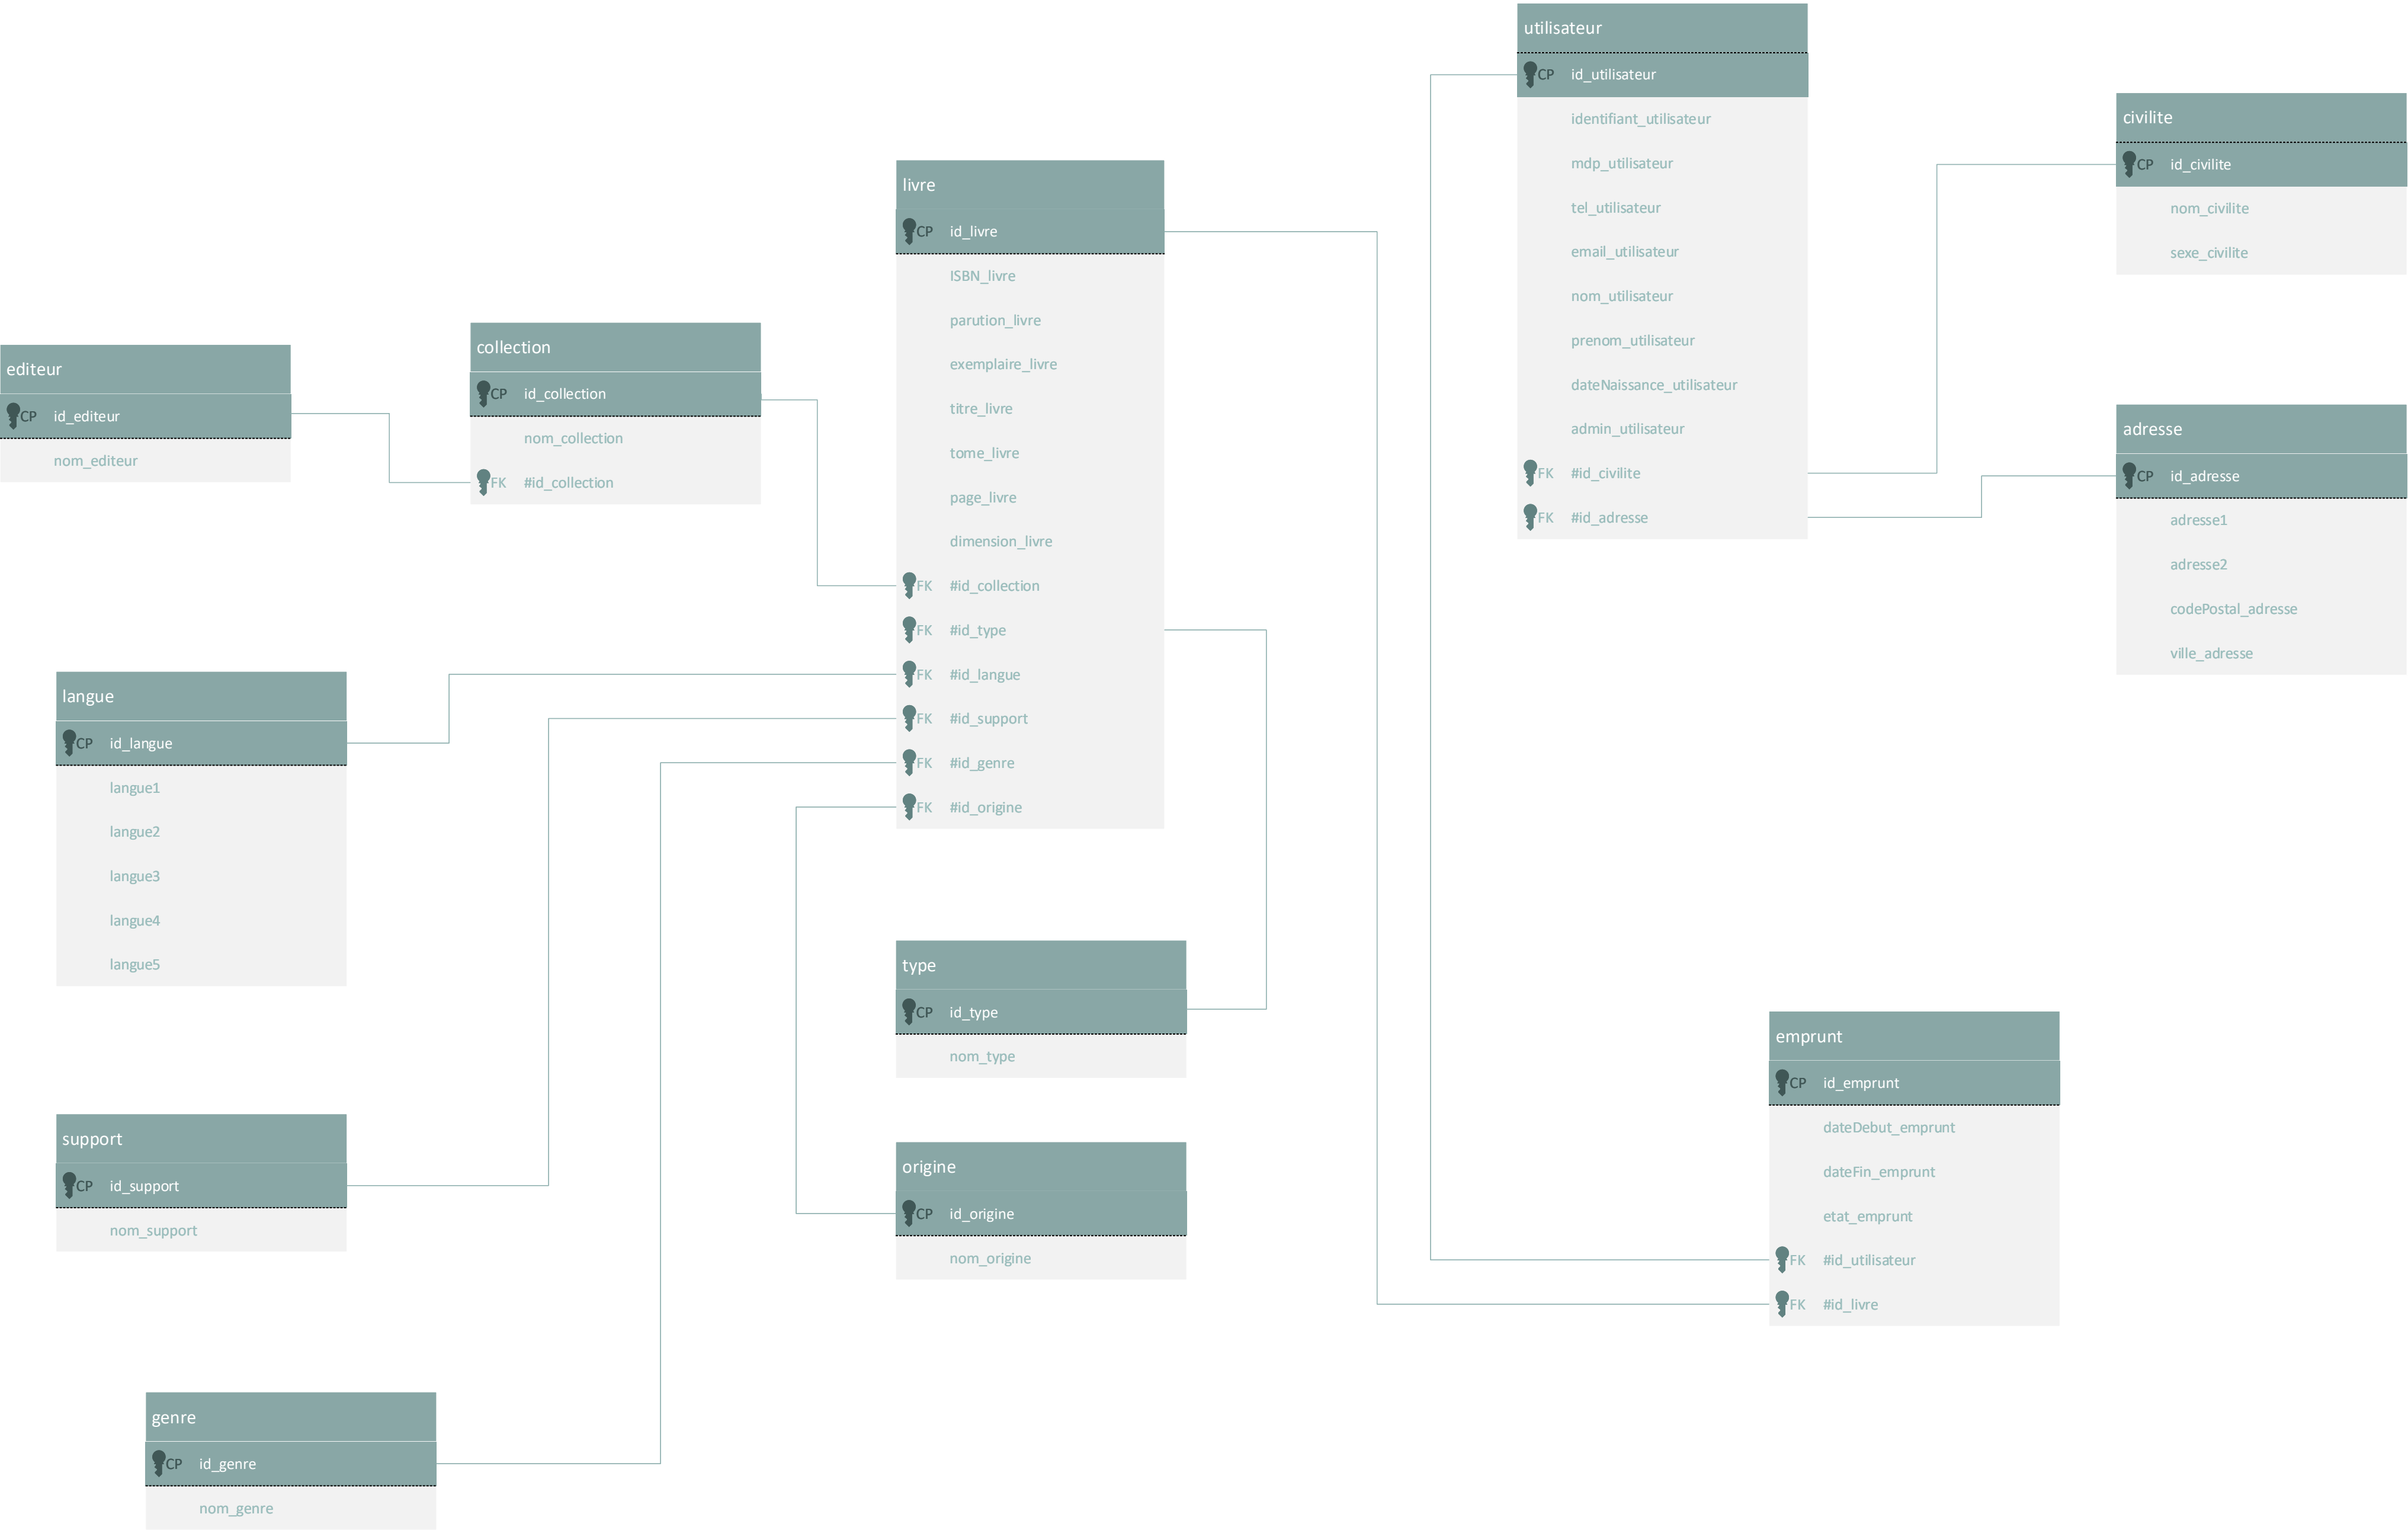 utilisateur
CP id_utilisateur
identifiant_utilisateur
mdp_utilisateur
tel_utilisateur
email_utilisateur
nom_utilisateur
prenom_utilisateur
dateNaissance_utilisateur
admin_utilisateur
FK #id_civilite
FK #id_adresse
civilite
CP id_civilite
nom_civilite
sexe_civilite
livre
CP id_livre
ISBN_livre
parution_livre
exemplaire_livre
titre_livre
tome_livre
page_livre
dimension_livre
FK #id_collection
FK #id_type
FK #id_langue
FK #id_support
FK #id_genre
FK #id_origine
collection
CP id_collection
nom_collection
FK #id_collection
editeur
CP id_editeur
nom_editeur
adresse
CP id_adresse
adresse1
adresse2
codePostal_adresse
ville_adresse
langue
CP id_langue
langue1
langue2
langue3
langue4
langue5
type
CP id_type
nom_type
emprunt
CP id_emprunt
dateDebut_emprunt
dateFin_emprunt
etat_emprunt
FK #id_utilisateur
FK #id_livre
support
CP id_support
nom_support
origine
CP id_origine
nom_origine
genre
CP id_genre
nom_genre